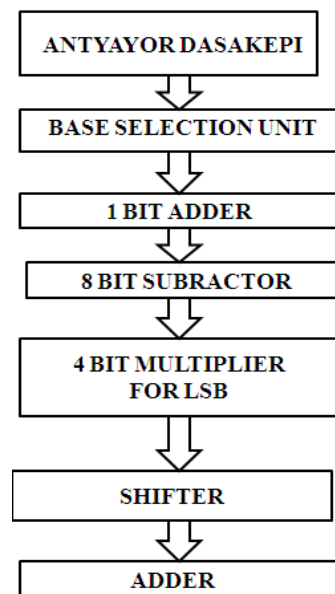 ANTYAYOR DASAKEPI
BASE SELECTION UNIT
1 BIT ADDER
8 BIT SUBRACTOR
4 BIT MULTIPLIER
FOR LSB
SHIFTER
ADDER